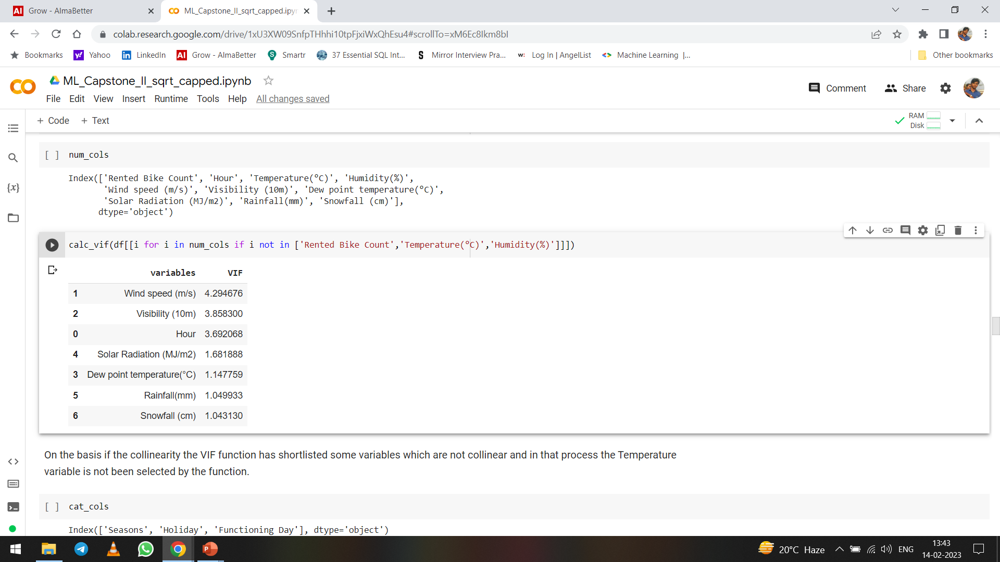 AI Grow - AlmaBetter
ML_Capstone_II_sqrt_capped.ipyn
colab.research.google.com/drive/1xU3XW09SnfpTHhhi10tpFjxiWxQhEsu4#scrollTo=xM6Ec8Ikm8bI
Bookmarks Yahoo LinkedIn AI Grow - AlmaBetter Smartr 37 Essential SQL Int... Mirror Interview Pra... Log In | AngelList Machine Learning |... Other bookmarks
ML_Capstone_II_sqrt_capped.ipynb
Comment Share
File Edit View Insert Runtime Tools Help All changes saved
+ Code + Text
RAM
Disk
[ ] num_cols
Index(['Rented Bike Count', 'Hour', 'Temperature(°C)', 'Humidity(%)',
'Wind speed (m/s)', 'Visibility (10m)', 'Dew point temperature(°C)',
'Solar Radiation (MJ/m2)', 'Rainfall(mm)', 'Snowfall (cm)'],
dtype='object')
calc_vif(df[[i for i in num_cols if i not in ['Rented Bike Count','Temperature(°C)','Humidity(%)']]])
variables VIF
1 Wind speed (m/s) 4.294676
2 Visibility (10m) 3.858300
0 Hour 3.692068
4 Solar Radiation (MJ/m2) 1.681888
3 Dew point temperature(°C) 1.147759
5 Rainfall(mm) 1.049933
6 Snowfall (cm) 1.043130
On the basis if the collinearity the VIF function has shortlisted some variables which are not collinear and in that process the Temperature
variable is not been selected by the function.
[ ] cat_cols
Index(['Seasons', 'Holiday', 'Functioning Day'], dtype='object')
20°C Haze ENG
13:43
14-02-2023